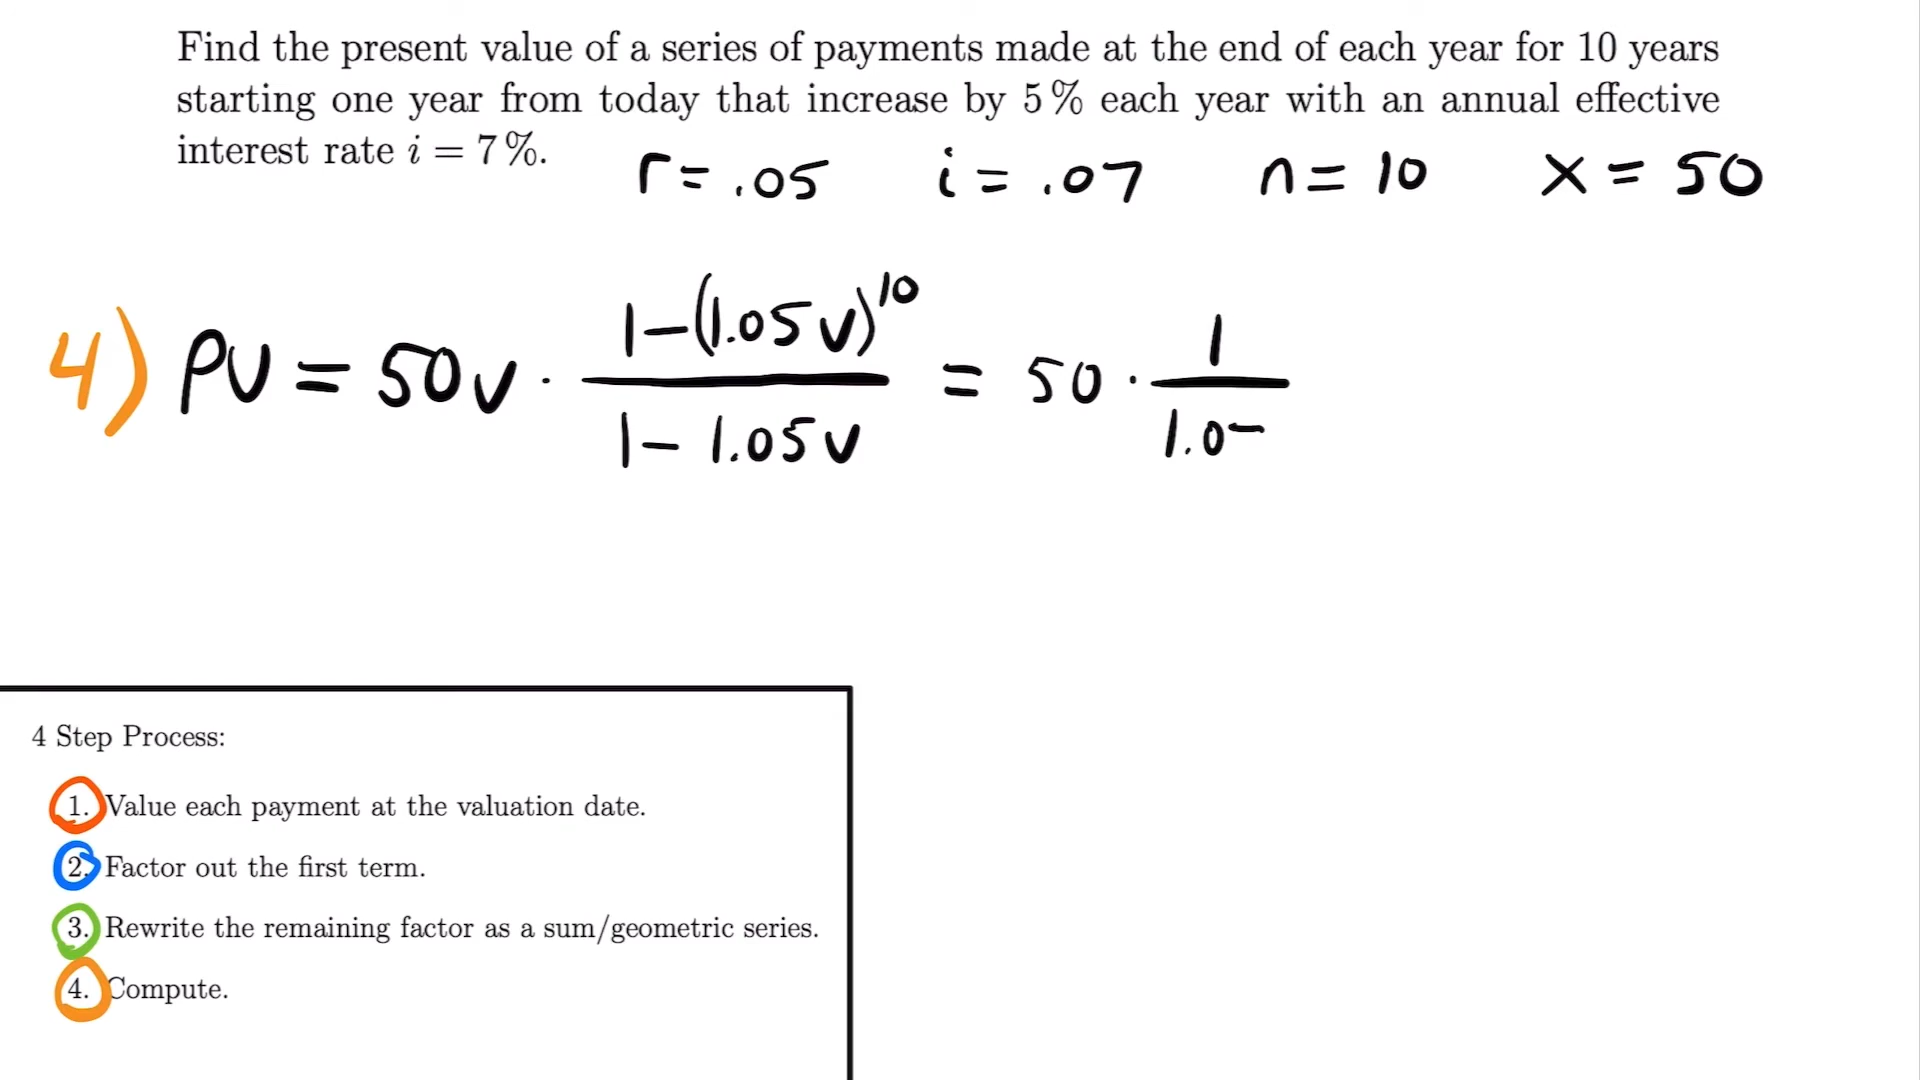 Find the present value of a series of payments made at the end of each year for 10 years
starting one year from today that increase by 5 % each year with an annual effective
interest rate i = 7 %.
r = .05 i = .07 n = 10 x = 50
4) PV = 50v · (1 - (1.05v)^10) / (1 - 1.05v) = 50 · 1 / 1.0
4 Step Process:
1. Value each payment at the valuation date.
2. Factor out the first term.
3. Rewrite the remaining factor as a sum/geometric series.
4. Compute.